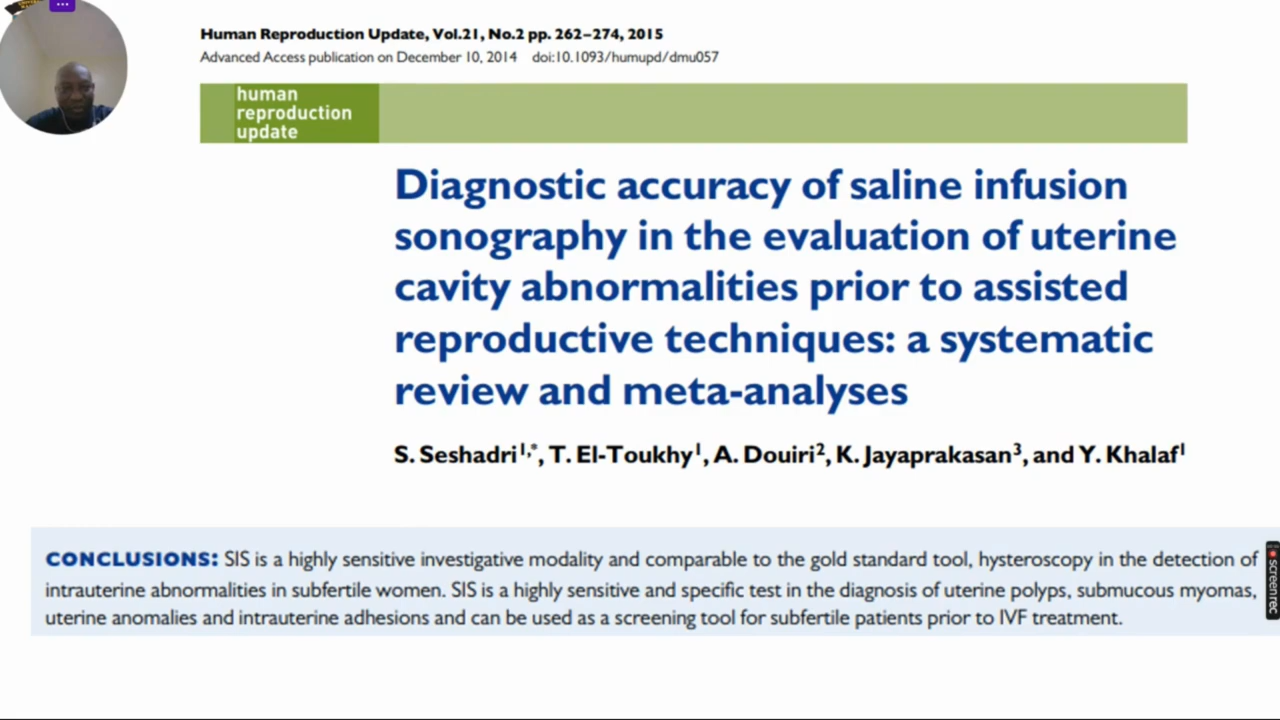 Human Reproduction Update, Vol.21, No.2 pp. 262–274, 2015
Advanced Access publication on December 10, 2014 doi:10.1093/humupd/dmu057
human
reproduction
update
Diagnostic accuracy of saline infusion
sonography in the evaluation of uterine
cavity abnormalities prior to assisted
reproductive techniques: a systematic
review and meta-analyses
S. Seshadri1,*, T. El-Toukhy1, A. Douiri2, K. Jayaprakasan3, and Y. Khalaf1
CONCLUSIONS: SIS is a highly sensitive investigative modality and comparable to the gold standard tool, hysteroscopy in the detection of
intrauterine abnormalities in subfertile women. SIS is a highly sensitive and specific test in the diagnosis of uterine polyps, submucous myomas,
uterine anomalies and intrauterine adhesions and can be used as a screening tool for subfertile patients prior to IVF treatment.
screenrec